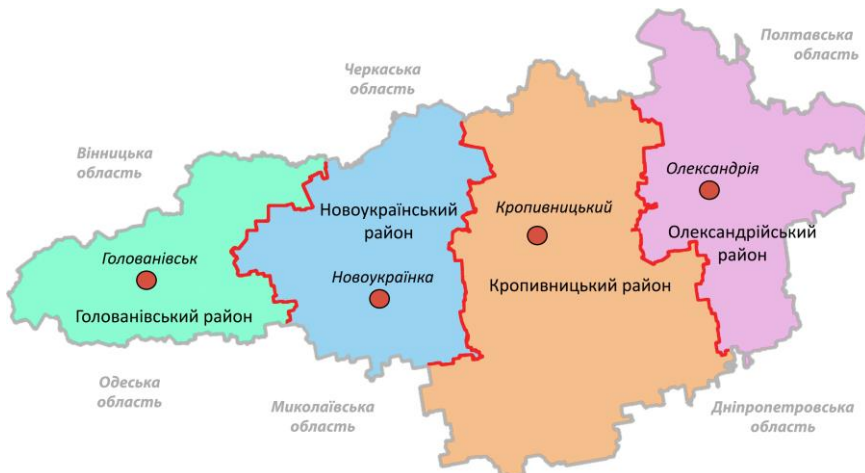 Полтавська
область
Черкаська
область
Вінницька
область
Олександрія
Кропивницький
Новоукраїнський
район
Олександрійський
район
Голованівськ
Новоукраїнка
Кропивницький район
Голованівський район
Одеська
область
Миколаївська
область
Дніпропетровська
область